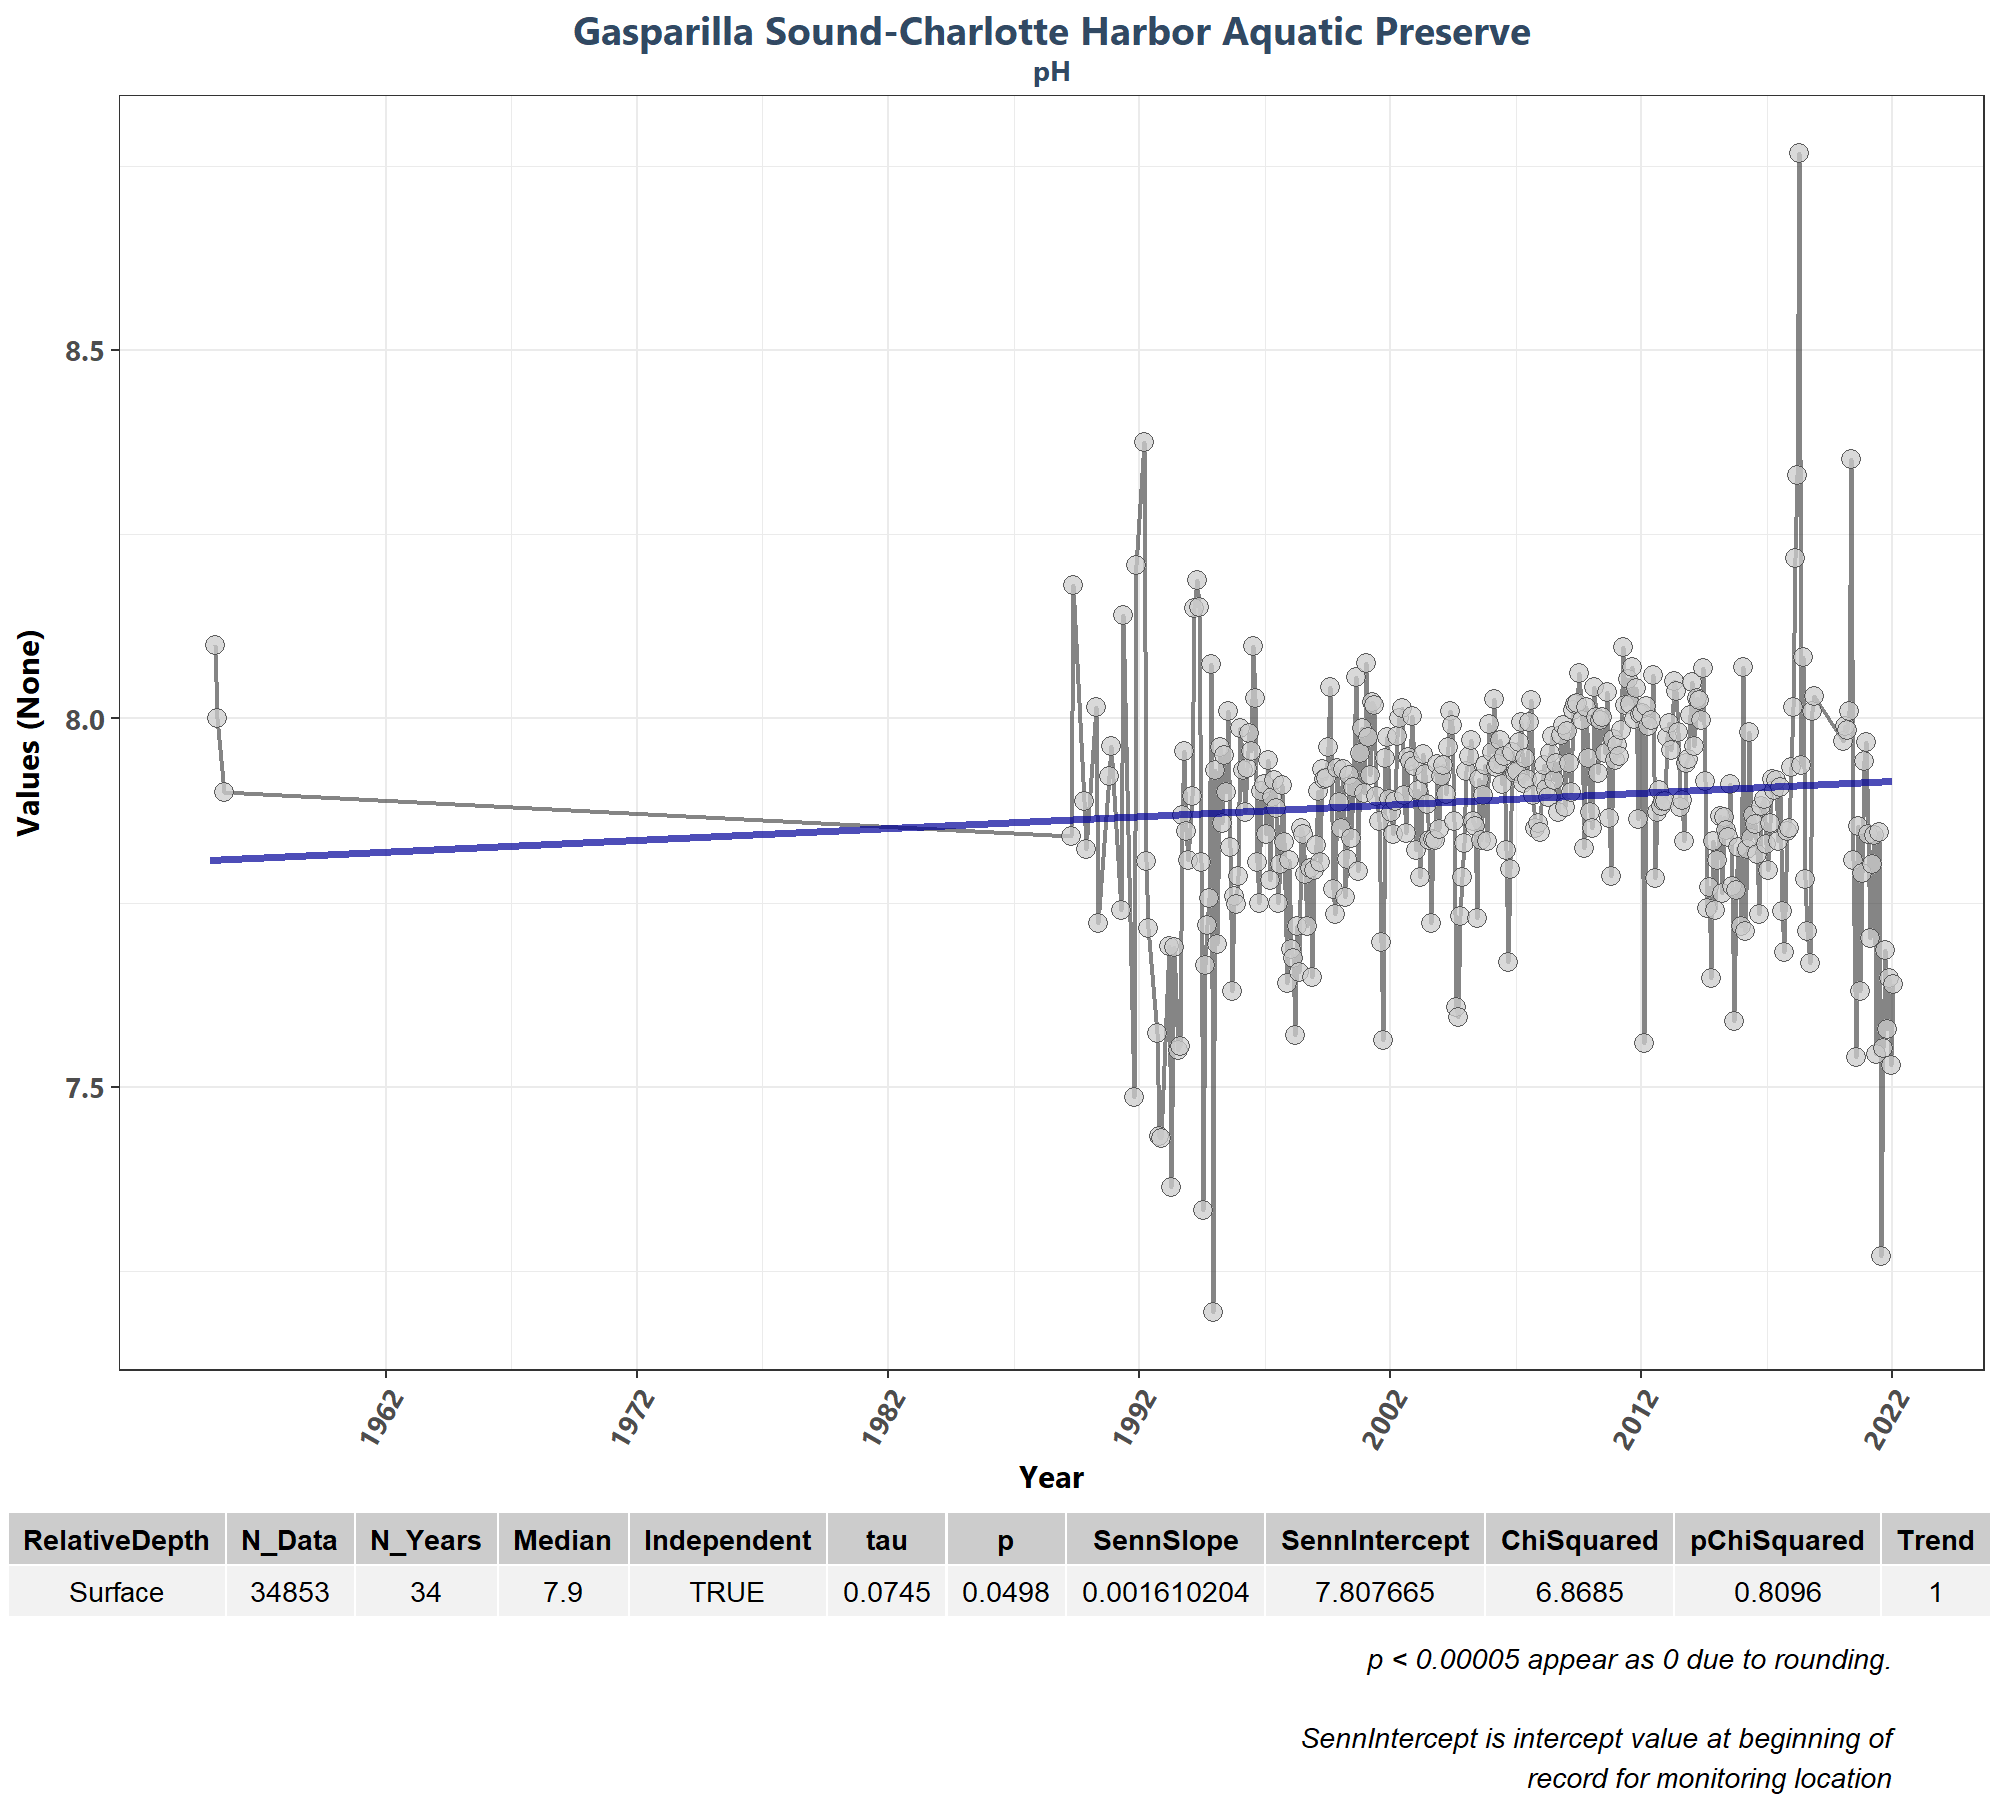 Gasparilla Sound-Charlotte Harbor Aquatic Preserve
pH
Values (None)
8.5
8.0
7.5
1962
1972
1982
1992
2002
2012
2022
Year
RelativeDepth N_Data N_Years Median Independent tau p SennSlope SennIntercept ChiSquared pChiSquared Trend
Surface 34853 34 7.9 TRUE 0.0745 0.0498 0.001610204 7.807665 6.8685 0.8096 1
p < 0.00005 appear as 0 due to rounding.
SennIntercept is intercept value at beginning of
record for monitoring location